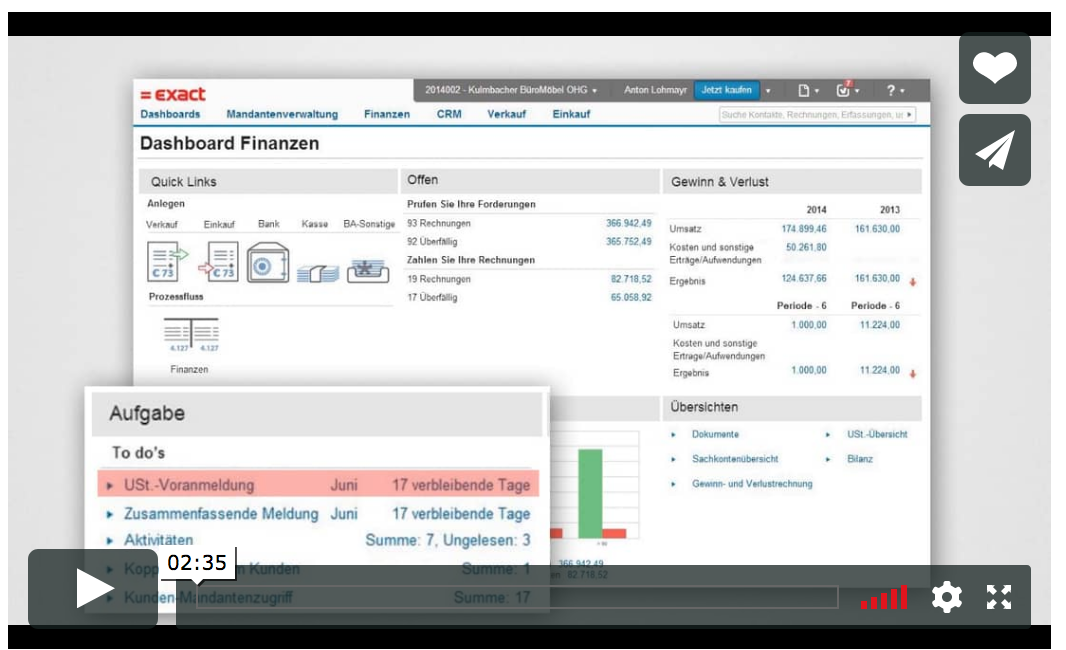 = exact
2014002 - Kulmbacher BüroMöbel OHG
Anton Lohmayr
Jetzt kaufen
7
?
Dashboards Mandantenverwaltung Finanzen CRM Verkauf Einkauf
Suche Kontakte, Rechnungen, Erfassungen, ur
Dashboard Finanzen
Quick Links
Anlegen
Verkauf Einkauf Bank Kasse BA-Sonstige
C 73 C 73
Prozessfluss
4.127 4.127
Finanzen
Offen
Prufen Sie Ihre Forderungen
93 Rechnungen 366.942,49
92 Überfällig 365.752,49
Zahlen Sie Ihre Rechnungen
19 Rechnungen 82.718,52
17 Überfällig 65.058,92
Gewinn & Verlust
2014 2013
Umsatz 174.899,46 161.630,00
Kosten und sonstige 50.261,80
Erträge/Aufwendungen
Ergebnis 124.637,66 161.630,00
Periode - 6 Periode - 6
Umsatz 1.000,00 11.224,00
Kosten und sonstige
Ertrage/Aufwendungen
Ergebnis 1.000,00 11.224,00
Aufgabe
To do's
USt.-Voranmeldung Juni 17 verbleibende Tage
Zusammenfassende Meldung Juni 17 verbleibende Tage
Aktivitäten Summe: 7, Ungelesen: 3
Kunden Summe: 1
Kunden-Mandantenzugriff Summe: 17
366.942,49
82.718,52
Übersichten
Dokumente USt.-Übersicht
Sachkontenübersicht Bilanz
Gewinn- und Verlustrechnung
02:35